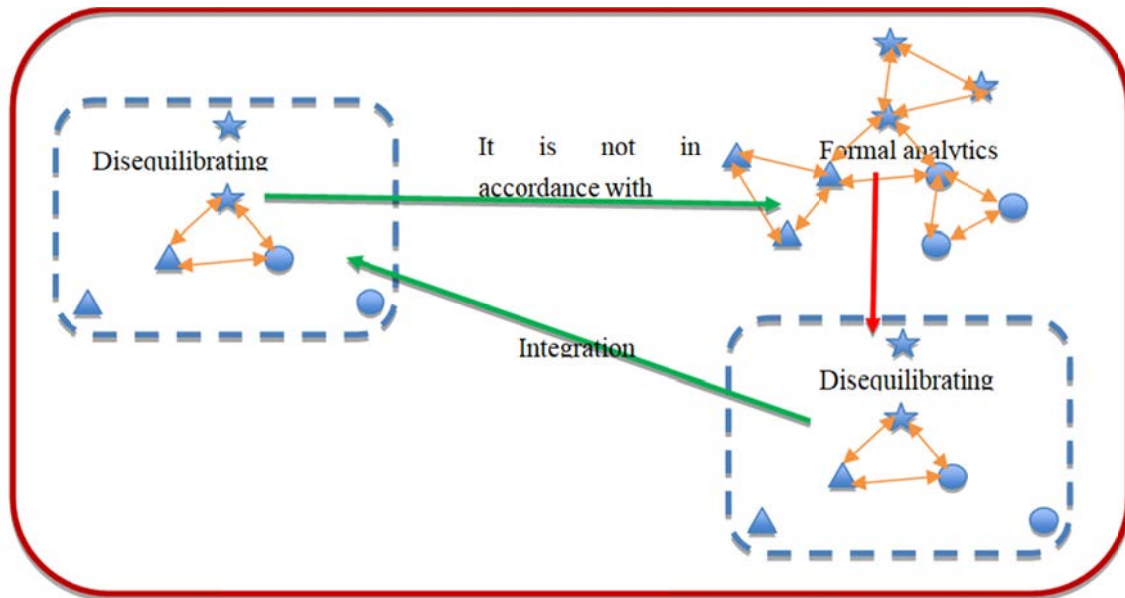 Disequilibrating
It is not in
accordance with
Formal analytics
Integration
Disequilibrating